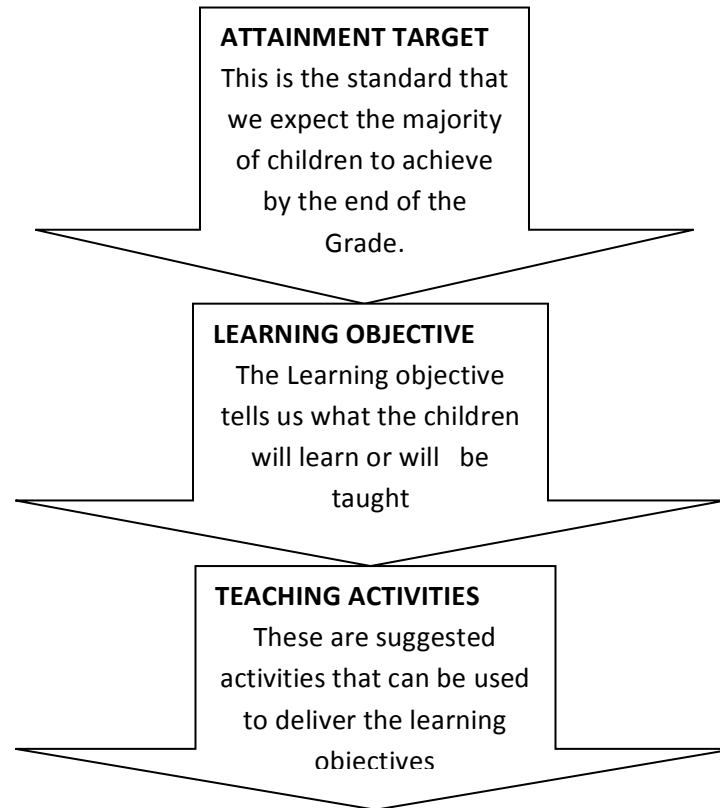 ATTAINMENT TARGET
This is the standard that
we expect the majority
of children to achieve
by the end of the
Grade.
LEARNING OBJECTIVE
The Learning objective
tells us what the children
will learn or will be
taught
TEACHING ACTIVITIES
These are suggested
activities that can be used
to deliver the learning
objectives